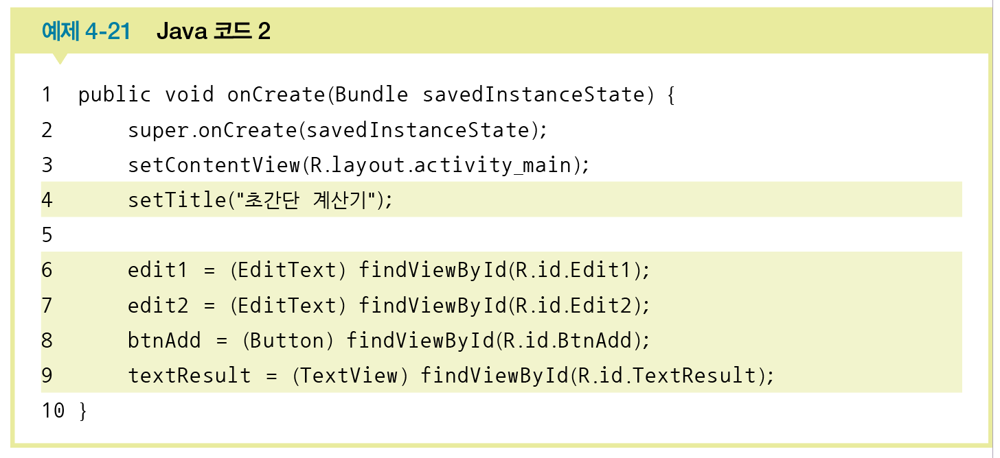 예제 4-21 Java 코드 2
1 public void onCreate(Bundle savedInstanceState) {
2 super.onCreate(savedInstanceState);
3 setContentView(R.layout.activity_main);
4 setTitle("초간단 계산기");
5
6 edit1 = (EditText) findViewById(R.id.Edit1);
7 edit2 = (EditText) findViewById(R.id.Edit2);
8 btnAdd = (Button) findViewById(R.id.BtnAdd);
9 textResult = (TextView) findViewById(R.id.TextResult);
10 }